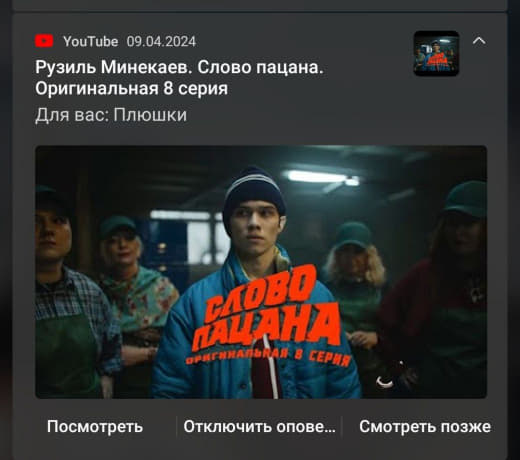 YouTube 09.04.2024
Рузиль Минекаев. Слово пацана.
Оригинальная 8 серия
Для вас: Плюшки
СЛОВО
ПАЦАНА
ОРИГИНАЛЬНАЯ 8 СЕРИЯ
Посмотреть
Отключить опове...
Смотреть позже